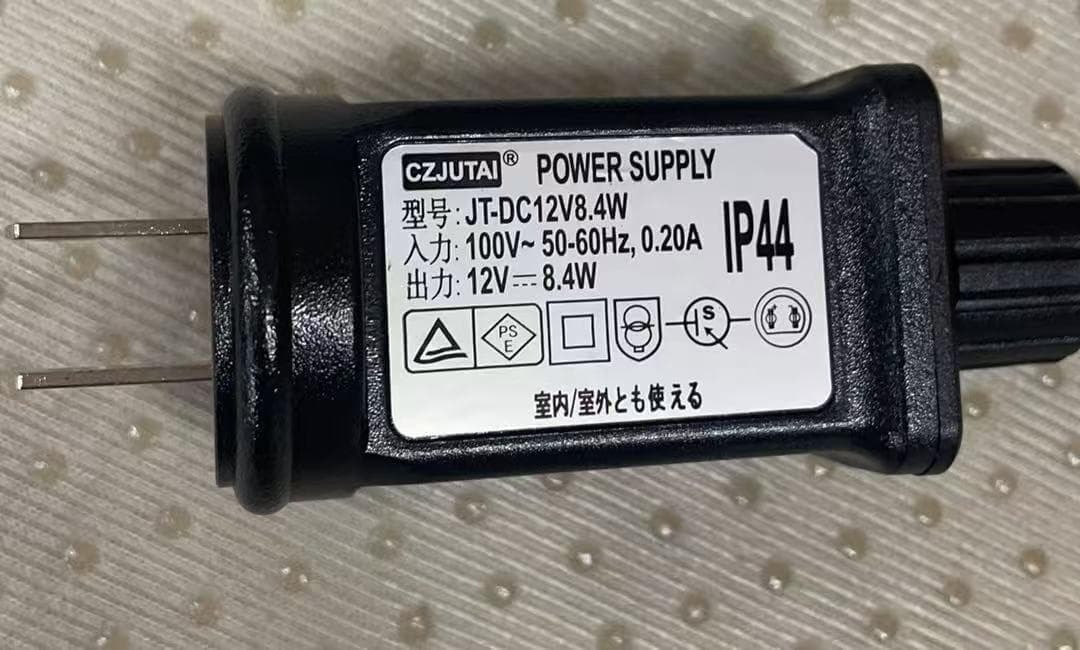 CZJUTAI® POWER SUPPLY
型号: JT-DC12V8.4W
入力: 100V~ 50-60Hz, 0.20A
出力: 12V⎓8.4W
IP44
PS
E
S
室内/室外とも使える